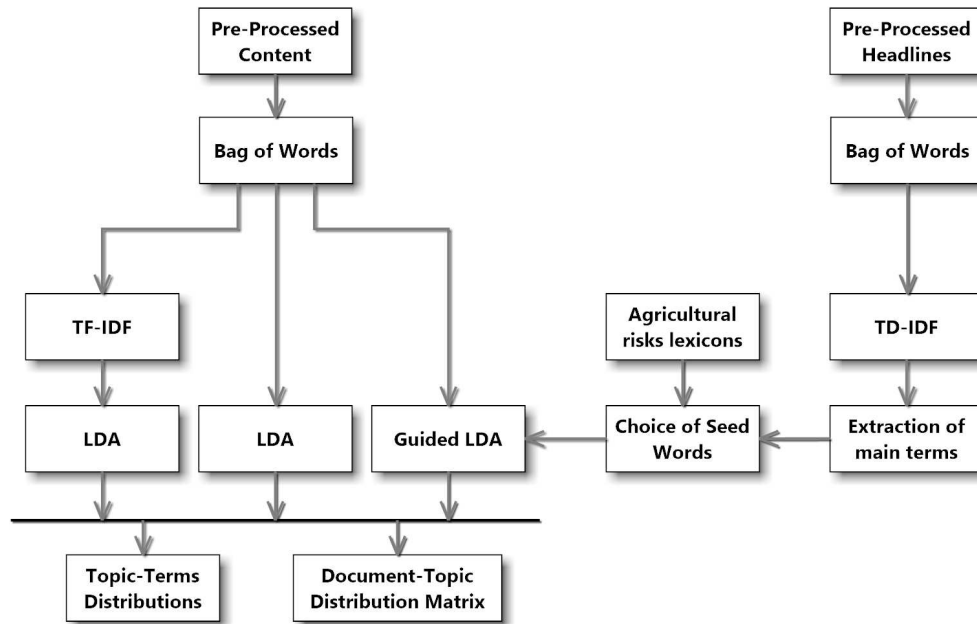 Pre-Processed
Content
Pre-Processed
Headlines
Bag of Words
Bag of Words
TF-IDF
Agricultural
risks lexicons
TD-IDF
LDA
LDA
Guided LDA
Choice of Seed
Words
Extraction of
main terms
Topic-Terms
Distributions
Document-Topic
Distribution Matrix